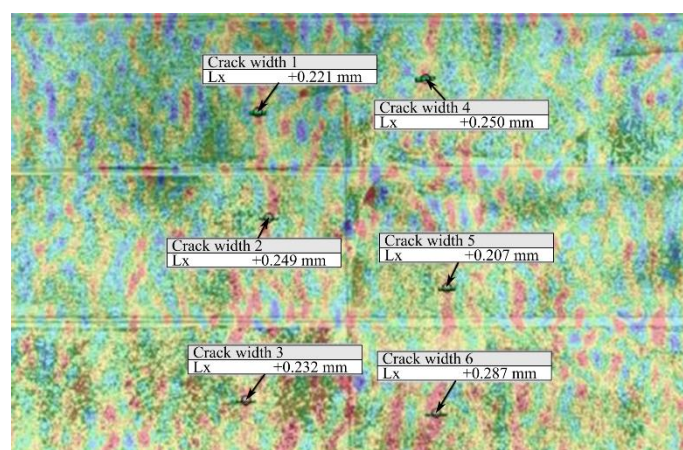 Crack width 1
Lx +0.221 mm
Crack width 4
Lx +0.250 mm
Crack width 2
Lx +0.249 mm
Crack width 5
Lx +0.207 mm
Crack width 3
Lx +0.232 mm
Crack width 6
Lx +0.287 mm